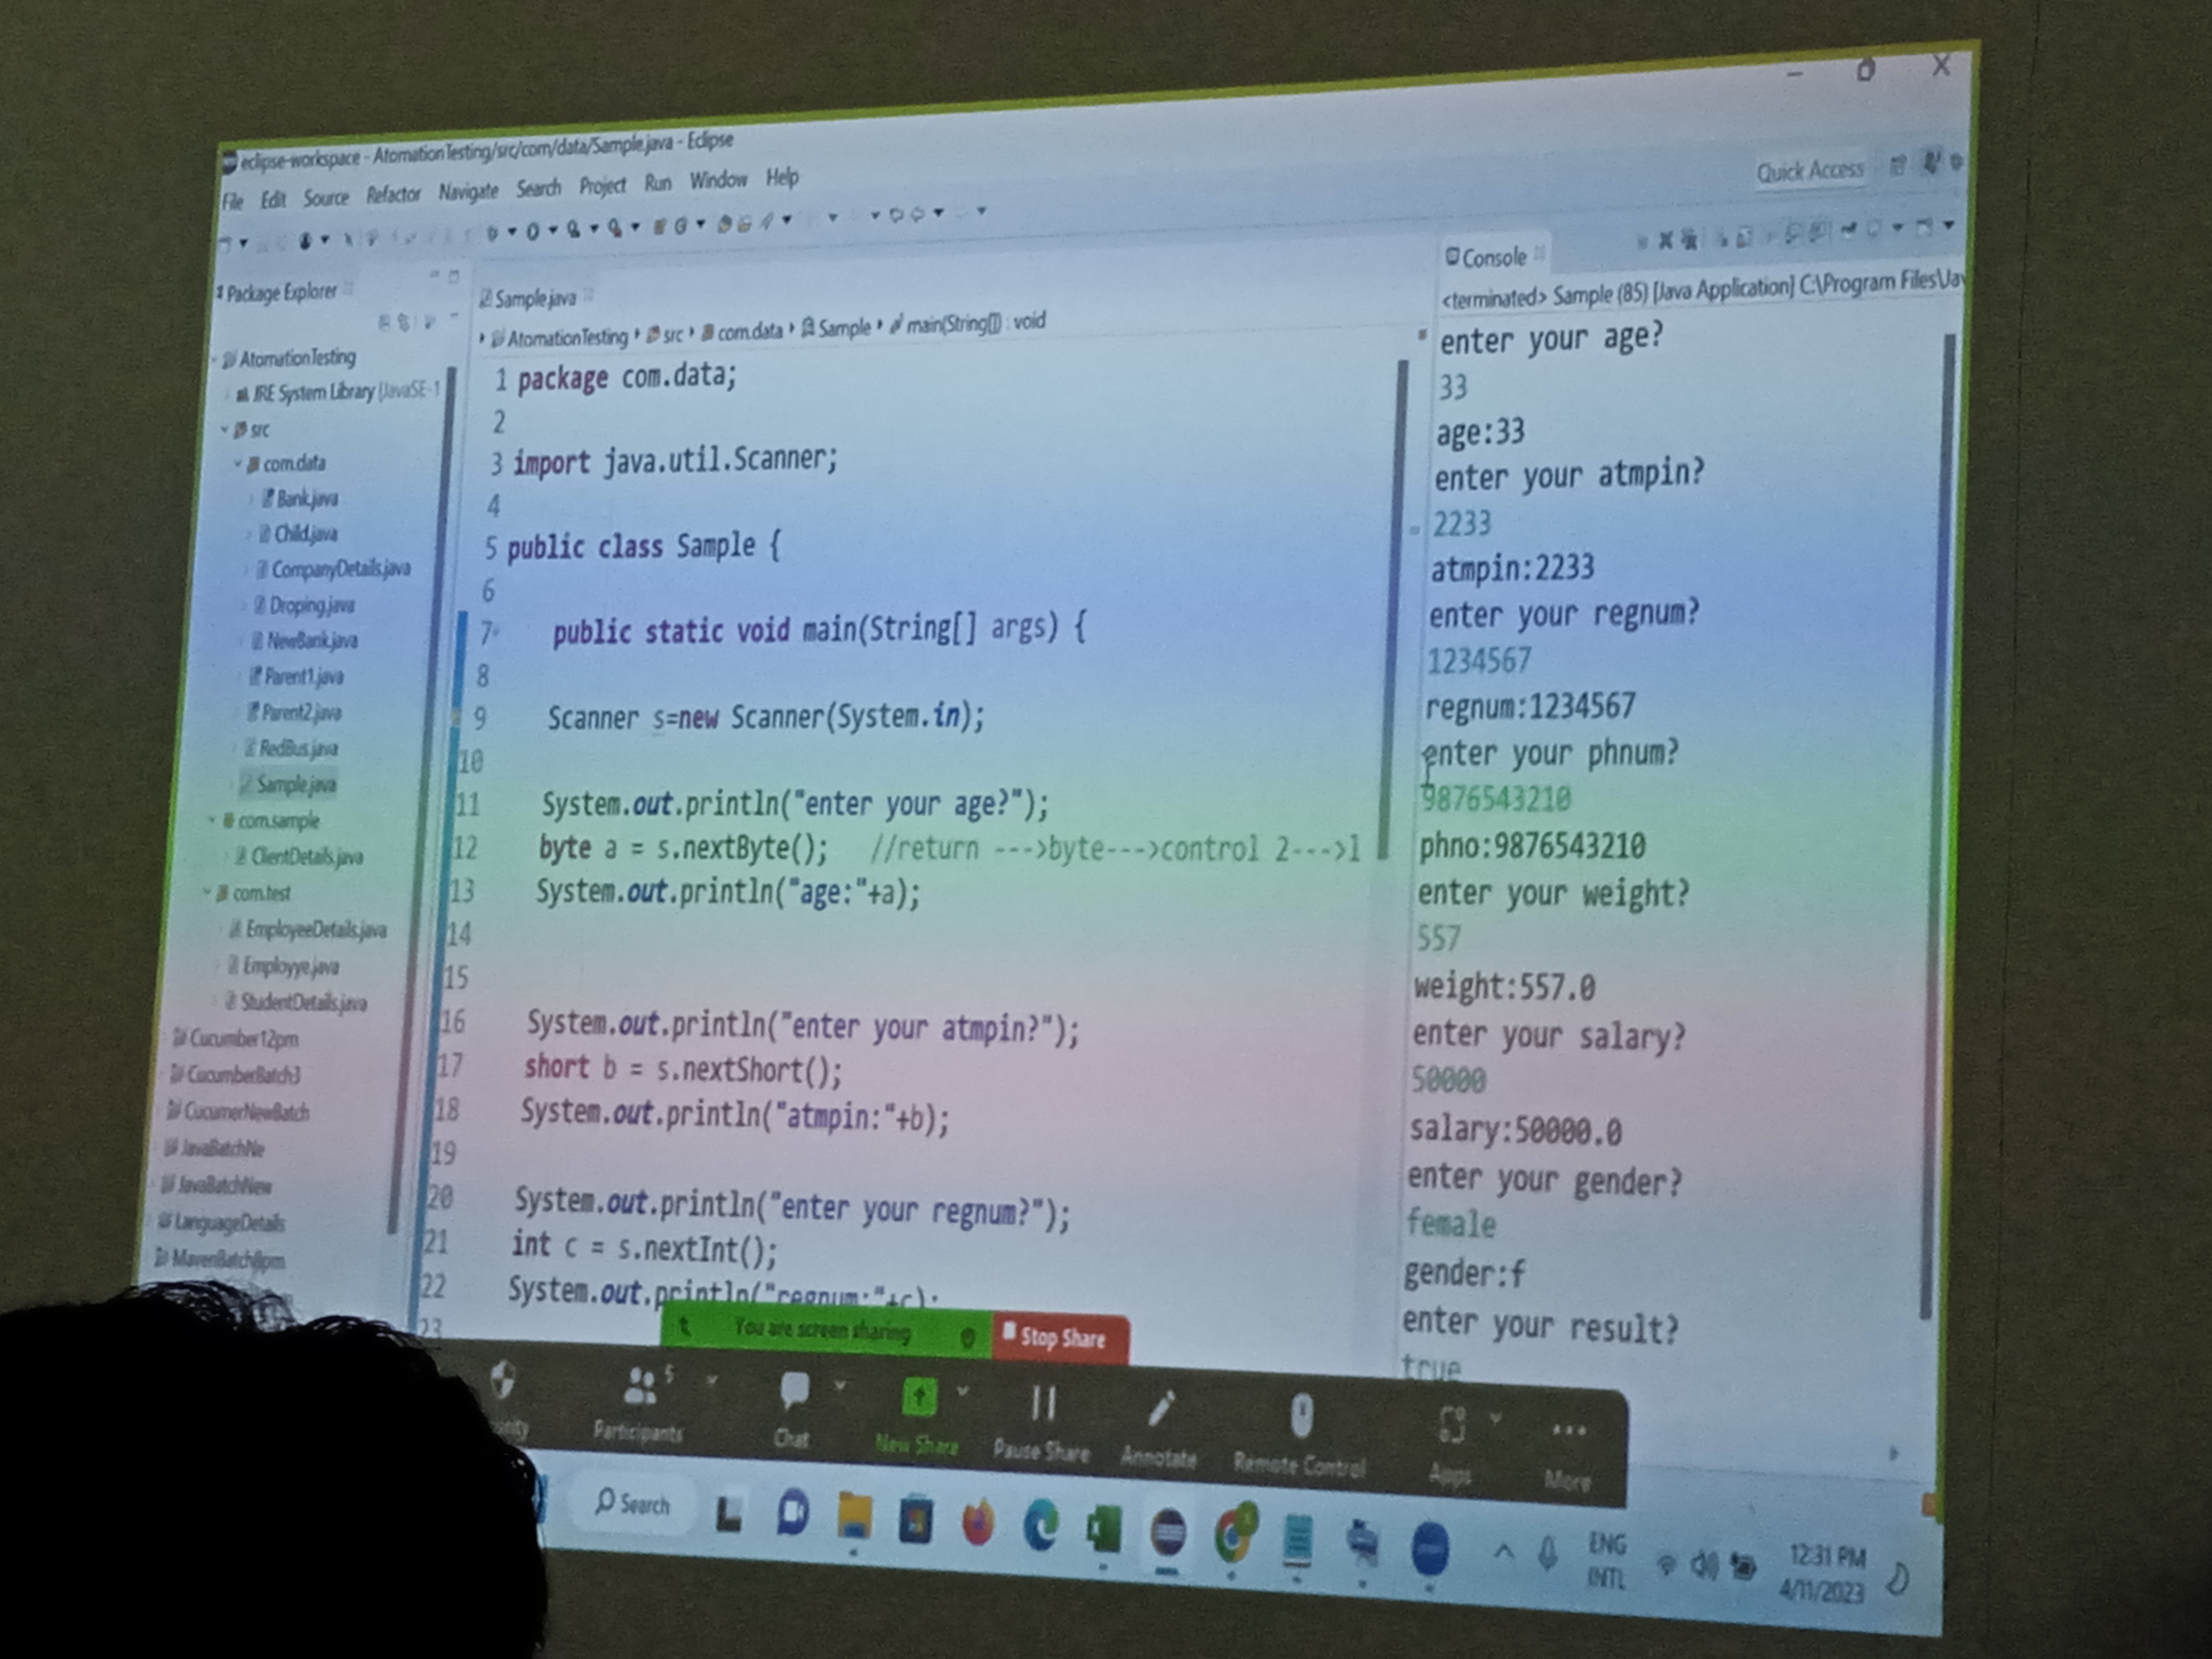 eclipse-workspace - AtomationTesting/src/com/data/Sample.java - Eclipse
File Edit Source Refactor Navigate Search Project Run Window Help
Quick Access
Package Explorer
AtomationTesting
JRE System Library [JavaSE-1
src
com.data
Bank.java
Child.java
CompanyDetails.java
Droping.java
NewBank.java
Parent1.java
Parent2.java
RedBus.java
Sample.java
com.sample
ClientDetails.java
com.test
EmployeeDetails.java
Employye.java
StudentDetails.java
Cucumber12pm
CucumberBatch3
CucumerNewBatch
JavaBatchNe
JavaBatchNew
LanguageDetails
MavenBatch8pm
Sample.java
AtomationTesting src com.data Sample main(String[]) : void
1 package com.data;
2
3 import java.util.Scanner;
4
5 public class Sample {
6
7 public static void main(String[] args) {
8
9 Scanner s=new Scanner(System.in);
10
11 System.out.println("enter your age?");
12 byte a = s.nextByte(); //return --->byte--->control 2--->l
13 System.out.println("age:"+a);
14
15
16 System.out.println("enter your atmpin?");
17 short b = s.nextShort();
18 System.out.println("atmpin:"+b);
19
20 System.out.println("enter your regnum?");
21 int c = s.nextInt();
22 System.out.println("regnum:"+c);
23
Console
<terminated> Sample (85) [Java Application] C:\Program Files\Jav
enter your age?
33
age:33
enter your atmpin?
2233
atmpin:2233
enter your regnum?
1234567
regnum:1234567
enter your phnum?
9876543210
phno:9876543210
enter your weight?
557
weight:557.0
enter your salary?
50000
salary:50000.0
enter your gender?
female
gender:f
enter your result?
true
You are screen sharing Stop Share
5
Participants Chat New Share Pause Share Annotate Remote Control Apps More
Search
ENG
INTL
12:31 PM
4/11/2023